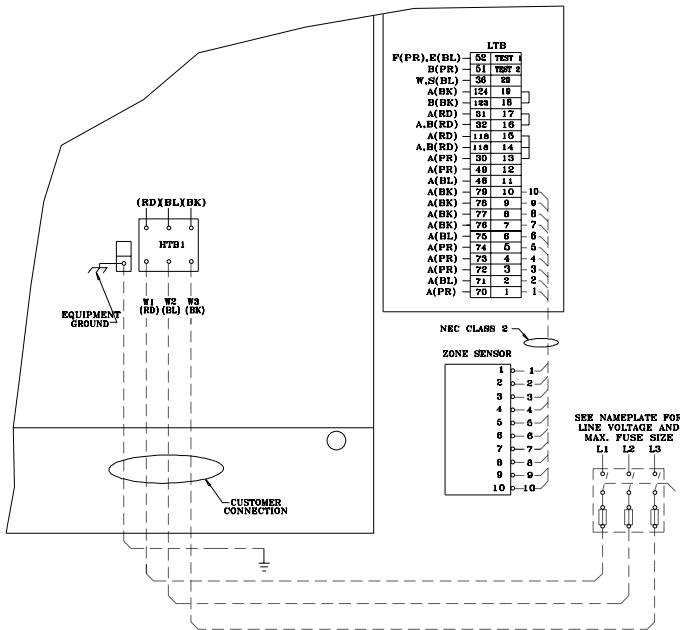 LTB
F(PR),E(BL) 52 TEST 1
B(PR) 51 TEST 2
W,S(BL) 36 20
A(BK) 124 19
B(BK) 123 18
A(RD) 31 17
A,B(RD) 32 16
A(RD) 115 15
A,B(RD) 116 14
A(PR) 30 13
A(PR) 49 12
A(BL) 48 11
A(BK) 79 10 10
A(BK) 78 9 9
A(BK) 77 8 8
A(BK) 76 7 7
A(BL) 75 6 6
A(PR) 74 5 5
A(PR) 73 4 4
A(PR) 72 3 3
A(BL) 71 2 2
A(PR) 70 1 1
(RD)(BL)(BK)
HTB1
EQUIPMENT
GROUND
W1 W2 W3
(RD) (BL) (BK)
NEC CLASS 2
ZONE SENSOR
1 1
2 2
3 3
4 4
5 5
6 6
7 7
8 8
9 9
10 10
SEE NAMEPLATE FOR
LINE VOLTAGE AND
MAX. FUSE SIZE
L1 L2 L3
CUSTOMER
CONNECTION